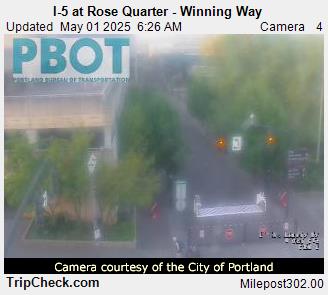 I-5 at Rose Quarter - Winning Way
Updated May 01 2025 6:26 AM Camera 4
PBOT
PORTLAND BUREAU OF TRANSPORTATION
Camera courtesy of the City of Portland
TripCheck.com Milepost302.00